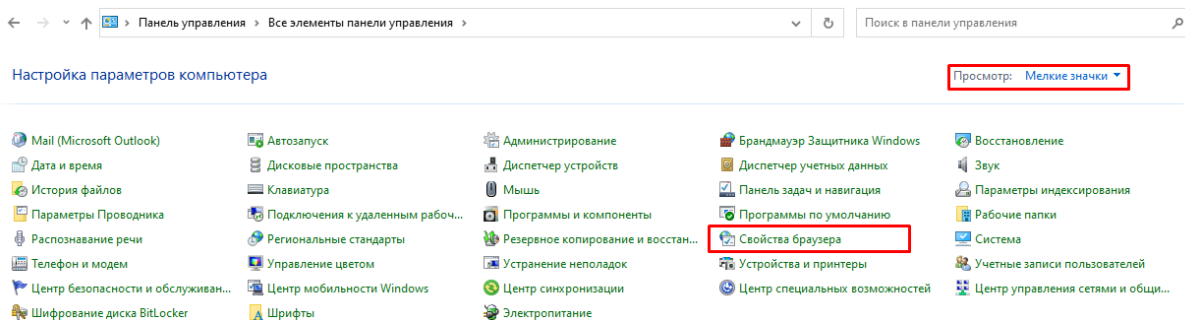 Панель управления > Все элементы панели управления >
Поиск в панели управления
Настройка параметров компьютера
Просмотр: Мелкие значки
Mail (Microsoft Outlook) Автозапуск Администрирование Брандмауэр Защитника Windows Восстановление
Дата и время Дисковые пространства Диспетчер устройств Диспетчер учетных данных Звук
История файлов Клавиатура Мышь Панель задач и навигация Параметры индексирования
Параметры Проводника Подключения к удаленным рабоч... Программы и компоненты Программы по умолчанию Рабочие папки
Распознавание речи Региональные стандарты Резервное копирование и восстан... Свойства браузера Система
Телефон и модем Управление цветом Устранение неполадок Устройства и принтеры Учетные записи пользователей
Центр безопасности и обслуживан... Центр мобильности Windows Центр синхронизации Центр специальных возможностей Центр управления сетями и общи...
Шифрование диска BitLocker Шрифты Электропитание